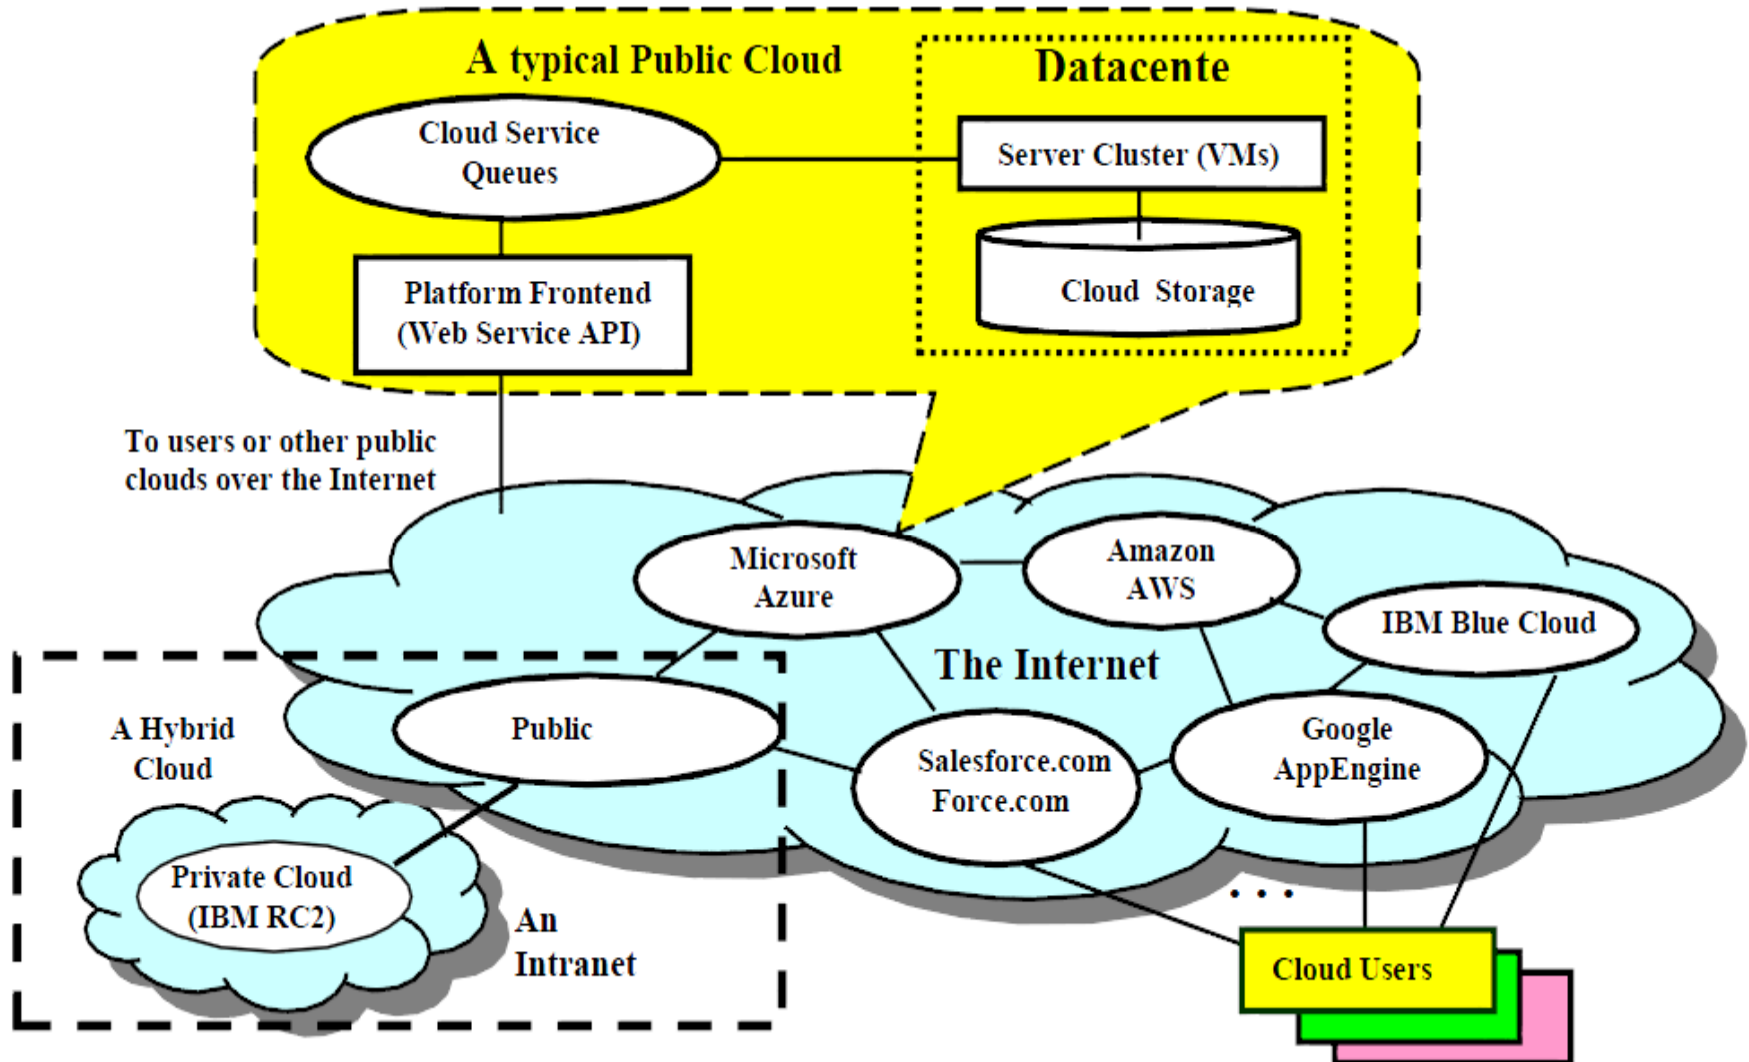 A typical Public Cloud
Datacente
Cloud Service
Queues
Server Cluster (VMs)
Platform Frontend
(Web Service API)
Cloud Storage
To users or other public
clouds over the Internet
Microsoft
Azure
Amazon
AWS
IBM Blue Cloud
The Internet
A Hybrid
Cloud
Public
Salesforce.com
Force.com
Google
AppEngine
Private Cloud
(IBM RC2)
An
Intranet
. . .
Cloud Users